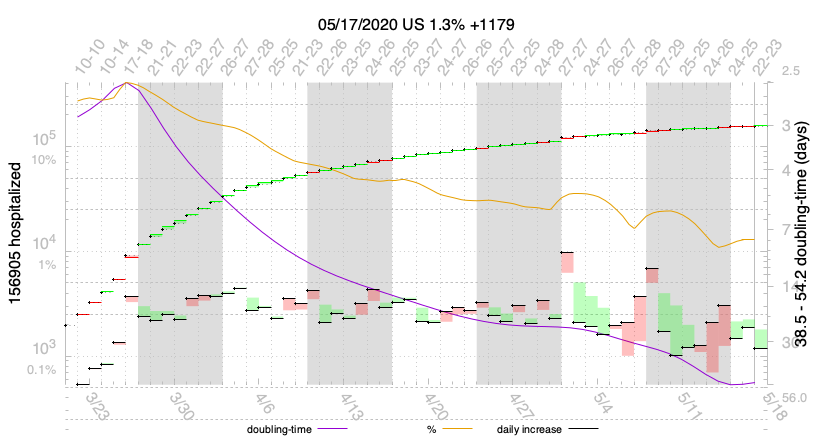 05/17/2020 US 1.3% +1179
10-10 10-14 17-18 21-21 22-23 22-27 26-27 27-28 25-25 21-23 22-26 23-25 24-26 25-25 23-27 25-26 22-26 23-25 24-28 27-27 24-27 26-27 25-28 27-29 25-25 24-26 24-25 22-23
2.5
10^5
3
10%
4
10^4
7
1%
14
10^3
30
0.1%
56.0
156905 hospitalized
38.5 - 54.2 doubling-time (days)
3/23 3/30 4/6 4/13 4/20 4/27 5/4 5/11 5/18
doubling-time % daily increase